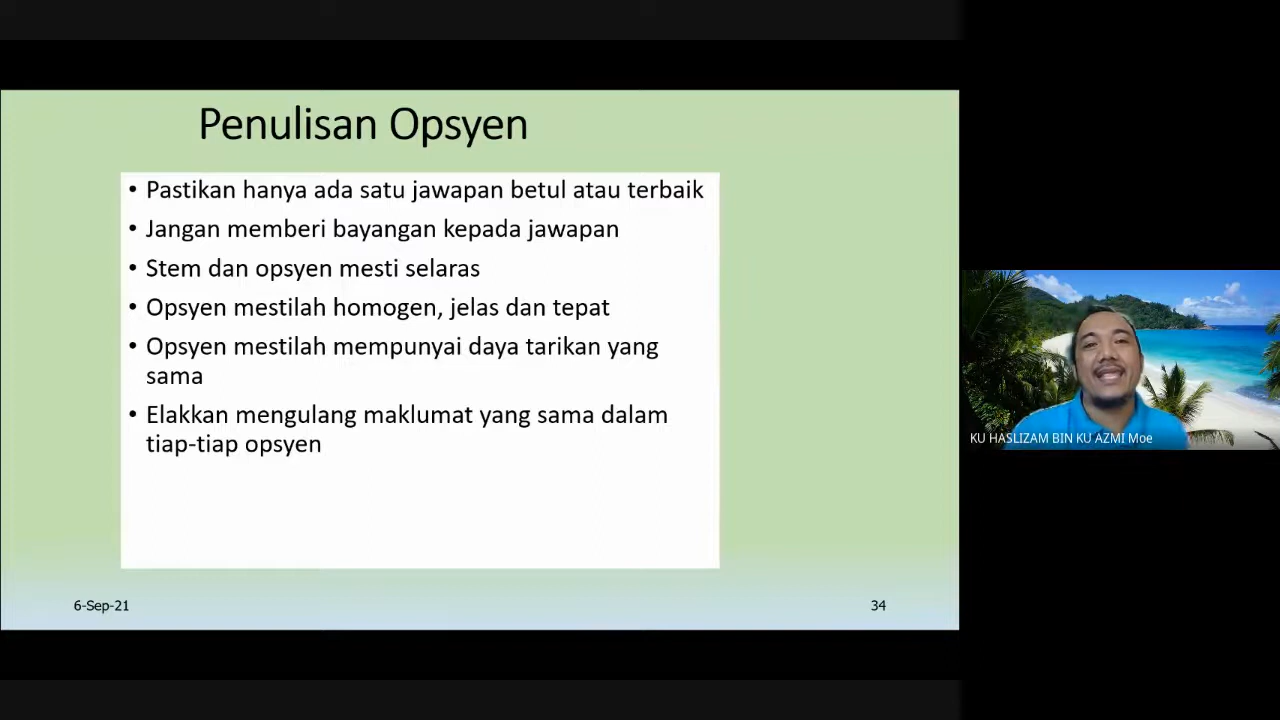 Penulisan Opsyen
• Pastikan hanya ada satu jawapan betul atau terbaik
• Jangan memberi bayangan kepada jawapan
• Stem dan opsyen mesti selaras
• Opsyen mestilah homogen, jelas dan tepat
• Opsyen mestilah mempunyai daya tarikan yang
sama
• Elakkan mengulang maklumat yang sama dalam
tiap-tiap opsyen
6-Sep-21
34
KU HASLIZAM BIN KU AZMI Moe